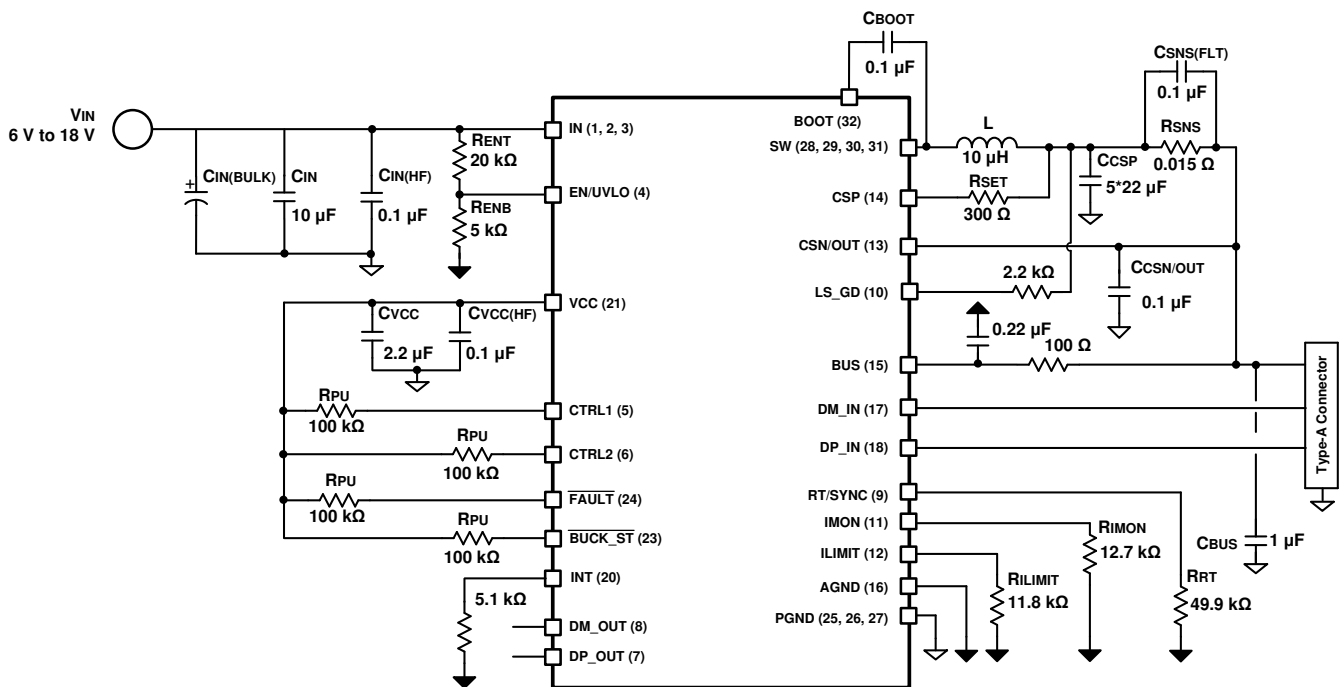 CBOOT
0.1 µF
CSNS(FLT)
0.1 µF
VIN
6 V to 18 V
CIN(BULK)
CIN
10 µF
CIN(HF)
0.1 µF
RENT
20 kΩ
RENB
5 kΩ
IN (1, 2, 3)
EN/UVLO (4)
BOOT (32)
SW (28, 29, 30, 31)
L
10 µH
RSNS
0.015 Ω
CCSP
5*22 µF
CSP (14)
RSET
300 Ω
CSN/OUT (13)
CCSN/OUT
0.1 µF
LS_GD (10)
2.2 kΩ
VCC (21)
CVCC
2.2 µF
CVCC(HF)
0.1 µF
0.22 µF
100 Ω
BUS (15)
RPU
100 kΩ
CTRL1 (5)
DM_IN (17)
RPU
100 kΩ
CTRL2 (6)
DP_IN (18)
Type-A Connector
RPU
100 kΩ
FAULT (24)
RT/SYNC (9)
RPU
100 kΩ
BUCK_ST (23)
IMON (11)
RIMON
12.7 kΩ
CBUS
1 µF
ILIMIT (12)
RILIMIT
11.8 kΩ
RRT
49.9 kΩ
INT (20)
5.1 kΩ
AGND (16)
PGND (25, 26, 27)
DM_OUT (8)
DP_OUT (7)